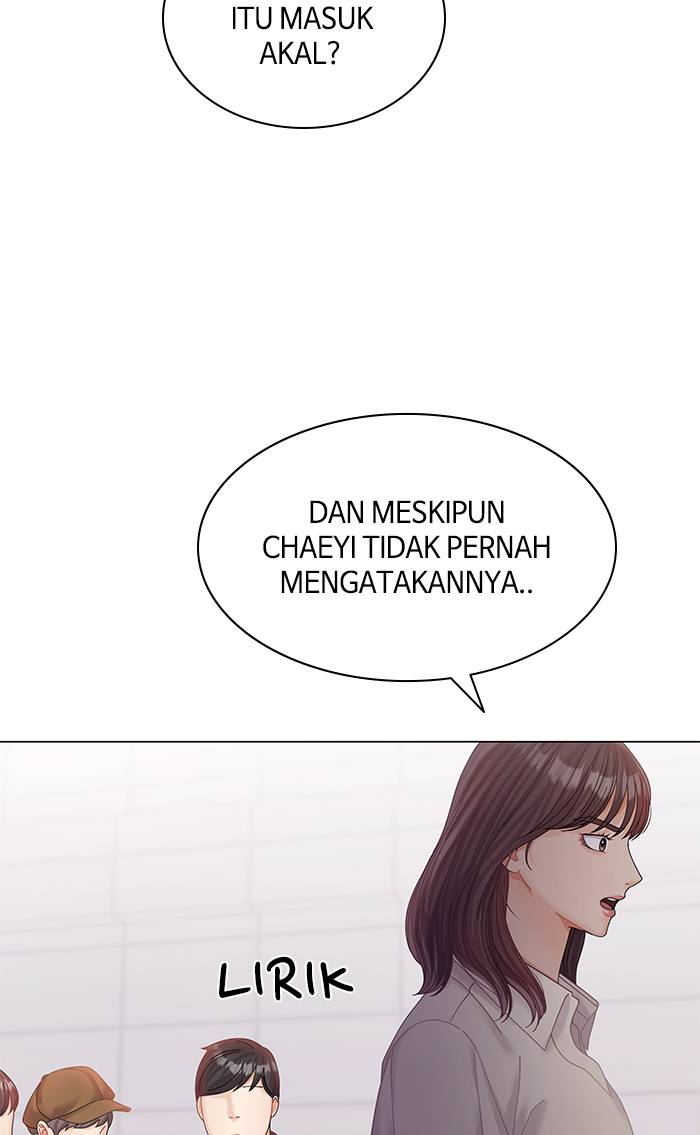 ITU MASUK
AKAL?
DAN MESKIPUN
CHAEYI TIDAK PERNAH
MENGATAKANNYA..
LIRIK